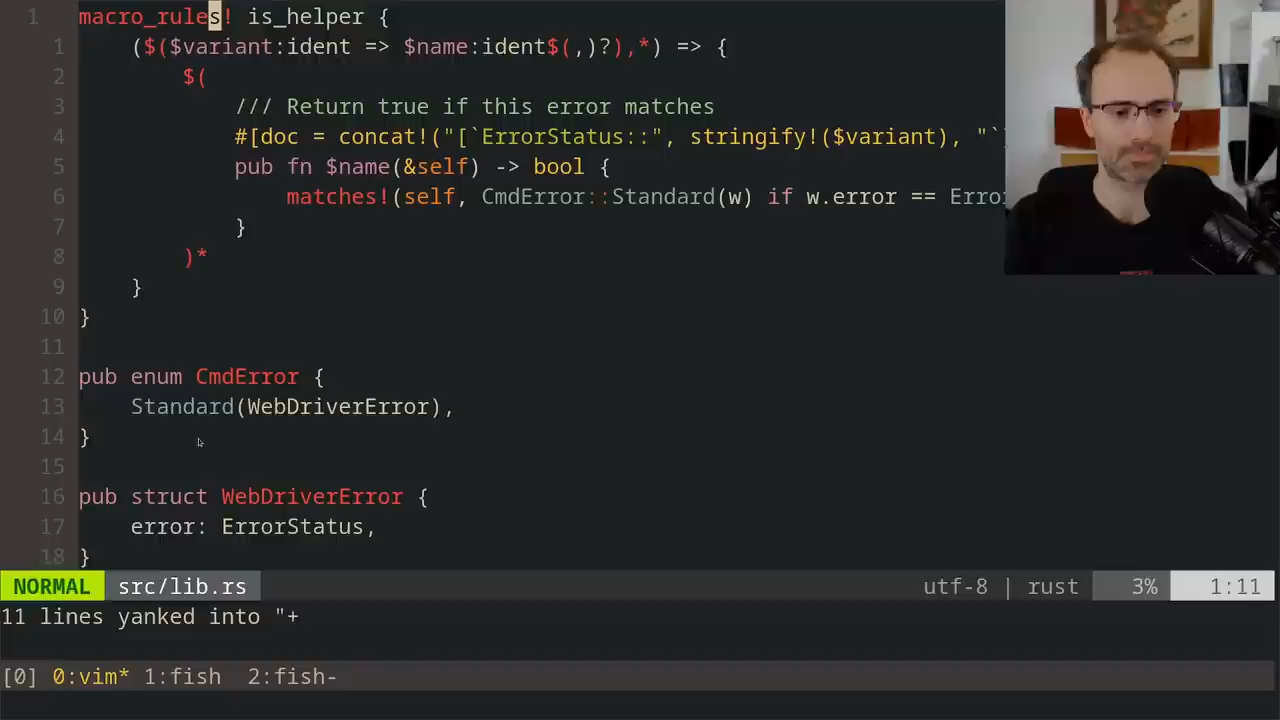 1 macro_rules! is_helper {
1 ($($variant:ident => $name:ident$(,)?),*) => {
2 $(
3 /// Return true if this error matches
4 #[doc = concat!("[`ErrorStatus::", stringify!($variant), "`]
5 pub fn $name(&self) -> bool {
6 matches!(self, CmdError::Standard(w) if w.error == Erro
7 }
8 )*
9 }
10 }
11
12 pub enum CmdError {
13 Standard(WebDriverError),
14 }
15
16 pub struct WebDriverError {
17 error: ErrorStatus,
18 }
NORMAL src/lib.rs utf-8 | rust 3% 1:11
11 lines yanked into "+
[0] 0:vim* 1:fish 2:fish-